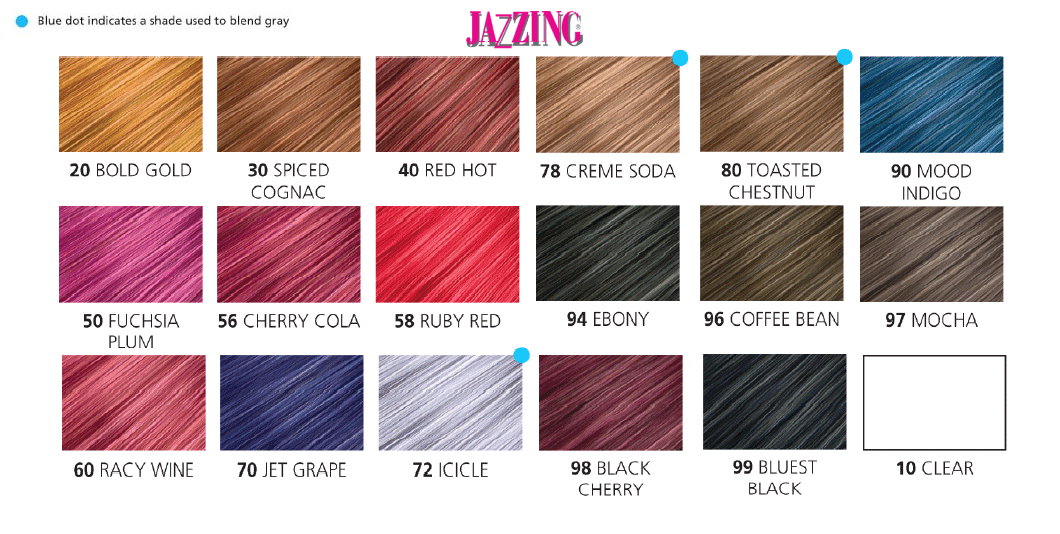 Blue dot indicates a shade used to blend gray
JAZZING®
20 BOLD GOLD
30 SPICED
COGNAC
40 RED HOT
78 CREME SODA
80 TOASTED
CHESTNUT
90 MOOD
INDIGO
50 FUCHSIA
PLUM
56 CHERRY COLA
58 RUBY RED
94 EBONY
96 COFFEE BEAN
97 MOCHA
60 RACY WINE
70 JET GRAPE
72 ICICLE
98 BLACK
CHERRY
99 BLUEST
BLACK
10 CLEAR